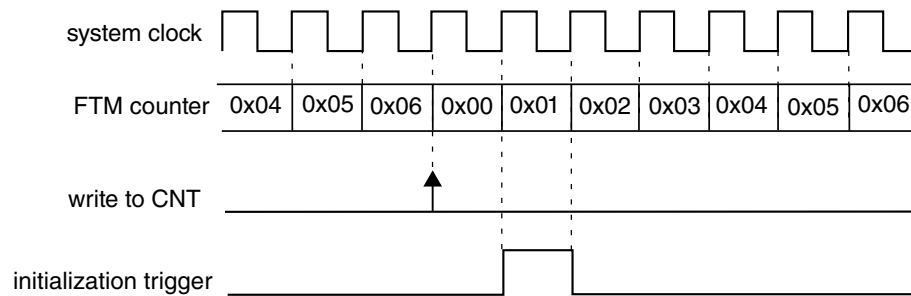 system clock
FTM counter 0x04 0x05 0x06 0x00 0x01 0x02 0x03 0x04 0x05 0x06
write to CNT
initialization trigger